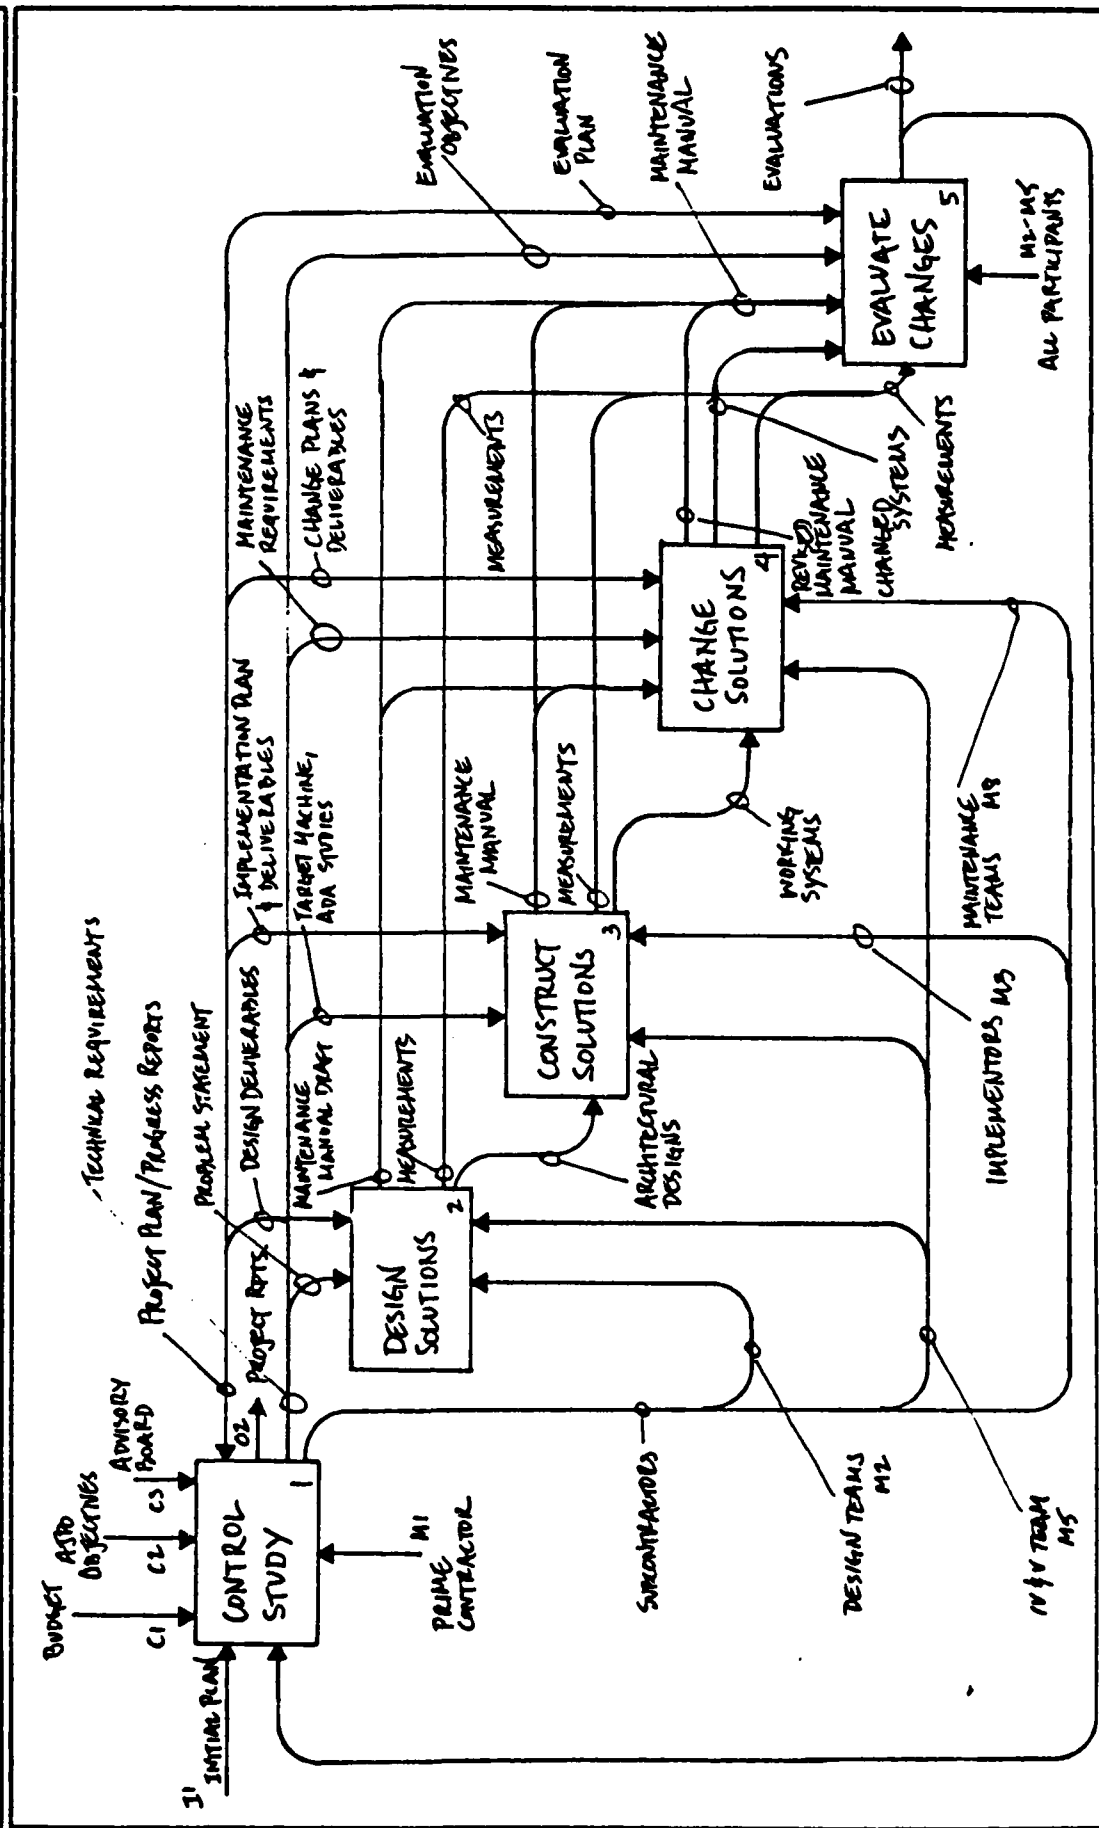 BUDGET
C1
AJPO
OBJECTIVES
C2
ADVISORY
BOARD
C3
I1
INITIAL PLAN
CONTROL
STUDY
1
M1
PRIME
CONTRACTOR
O2
PROJECT RPTS.
PROJECT PLAN/PROGRESS REPORTS
TECHNICAL REQUIREMENTS
DESIGN DELIVERABLES
PROBLEM STATEMENT
DESIGN
SOLUTIONS
2
MAINTENANCE
MANUAL DRAFT
MEASUREMENTS
ARCHITECTURAL
DESIGNS
SUBCONTRACTORS
DESIGN TEAMS
M2
IV&V TEAM
M5
IMPLEMENTATION PLAN
& DELIVERABLES
TARGET MACHINE,
ADA STUDIES
CONSTRUCT
SOLUTIONS
3
MAINTENANCE
MANUAL
MEASUREMENTS
WORKING
SYSTEMS
IMPLEMENTORS M3
MAINTENANCE
REQUIREMENTS
CHANGE PLANS &
DELIVERABLES
CHANGE
SOLUTIONS
4
MEASUREMENTS
REVISED
MAINTENANCE
MANUAL
CHANGED
SYSTEMS
MEASUREMENTS
MAINTENANCE
TEAMS
EVALUATION
OBJECTIVES
EVALUATION
PLAN
MAINTENANCE
MANUAL
EVALUATIONS
EVALUATE
CHANGES
5
M2-M5
ALL PARTICIPANTS